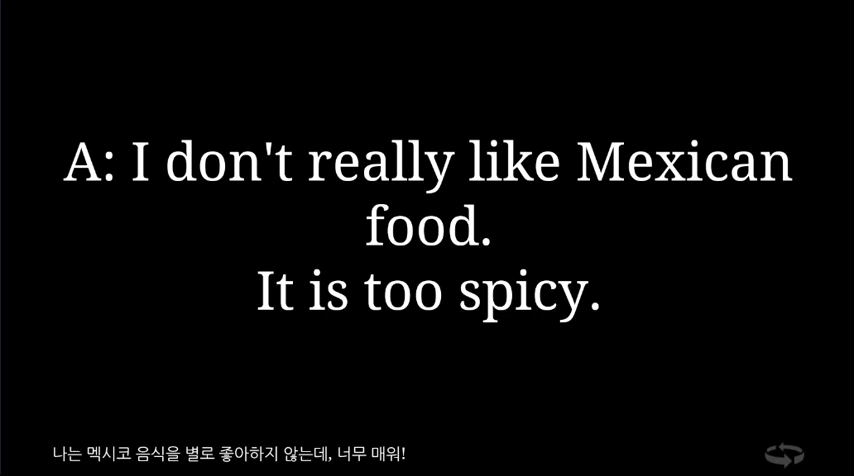 A: I don't really like Mexican
food.
It is too spicy.
나는 멕시코 음식을 별로 좋아하지 않는데, 너무 매워!